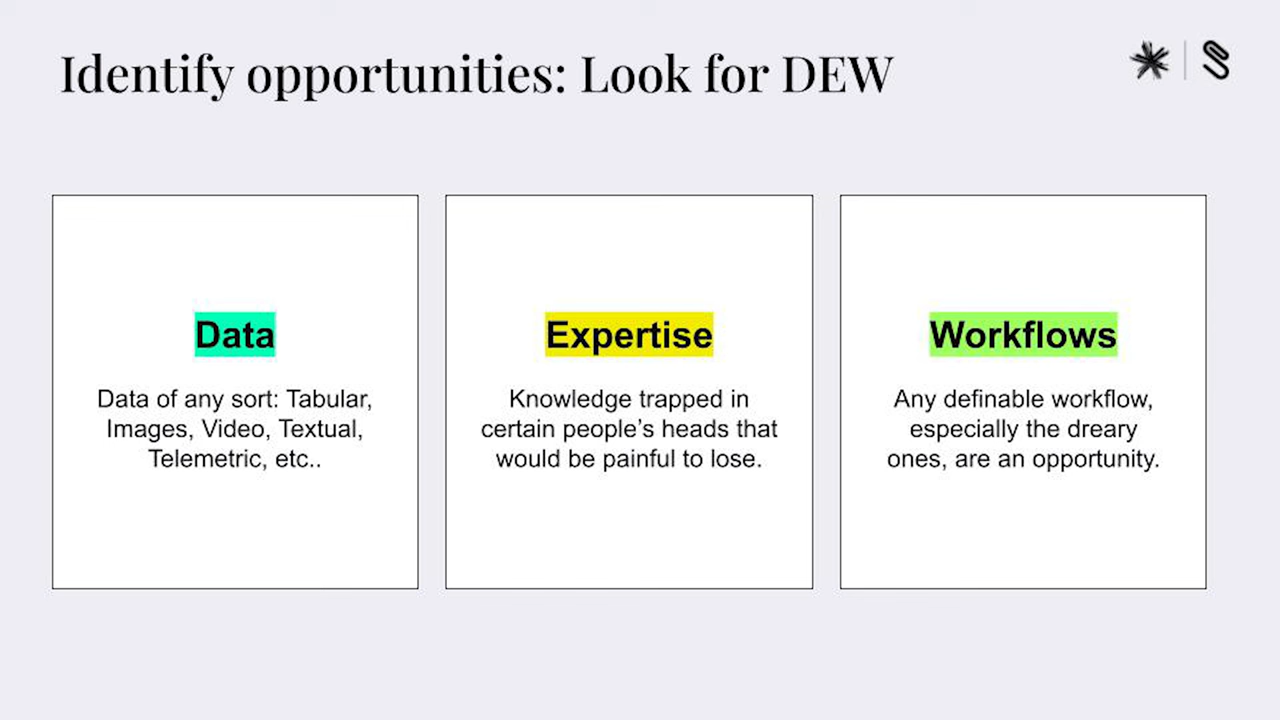 Identify opportunities: Look for DEW
Data
Data of any sort: Tabular,
Images, Video, Textual,
Telemetric, etc..
Expertise
Knowledge trapped in
certain people’s heads that
would be painful to lose.
Workflows
Any definable workflow,
especially the dreary
ones, are an opportunity.